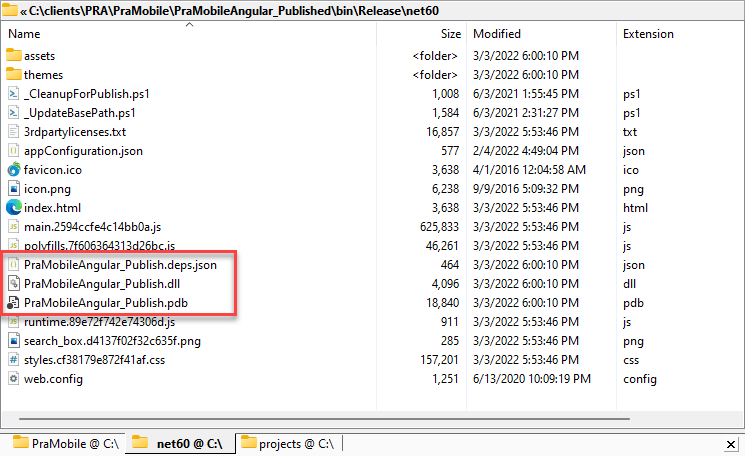 « C:\clients\PRA\PraMobile\PraMobileAngular_Published\bin\Release\net60
Name Size Modified Extension
assets <folder> 3/3/2022 6:00:10 PM
themes <folder> 3/3/2022 6:00:10 PM
_CleanupForPublish.ps1 1,008 6/3/2021 1:55:45 PM ps1
_UpdateBasePath.ps1 1,584 6/3/2021 2:31:27 PM ps1
3rdpartylicenses.txt 16,857 3/3/2022 5:53:46 PM txt
appConfiguration.json 577 2/4/2022 4:49:04 PM json
favicon.ico 3,638 4/1/2016 12:04:58 AM ico
icon.png 6,238 9/9/2016 5:09:32 PM png
index.html 3,638 3/3/2022 5:53:46 PM html
main.2594ccfe4c14bb0a.js 625,833 3/3/2022 5:53:46 PM js
polyfills.7f606364313d26bc.js 46,261 3/3/2022 5:53:46 PM js
PraMobileAngular_Publish.deps.json 464 3/3/2022 6:00:10 PM json
PraMobileAngular_Publish.dll 4,096 3/3/2022 6:00:10 PM dll
PraMobileAngular_Publish.pdb 18,840 3/3/2022 6:00:10 PM pdb
runtime.89e72f742e74306d.js 911 3/3/2022 5:53:46 PM js
search_box.d4137f02f32c635f.png 285 3/3/2022 5:53:46 PM png
styles.cf38179e872f41af.css 157,201 3/3/2022 5:53:46 PM css
web.config 1,251 6/13/2020 10:09:19 PM config
PraMobile @ C:\ net60 @ C:\ projects @ C:\